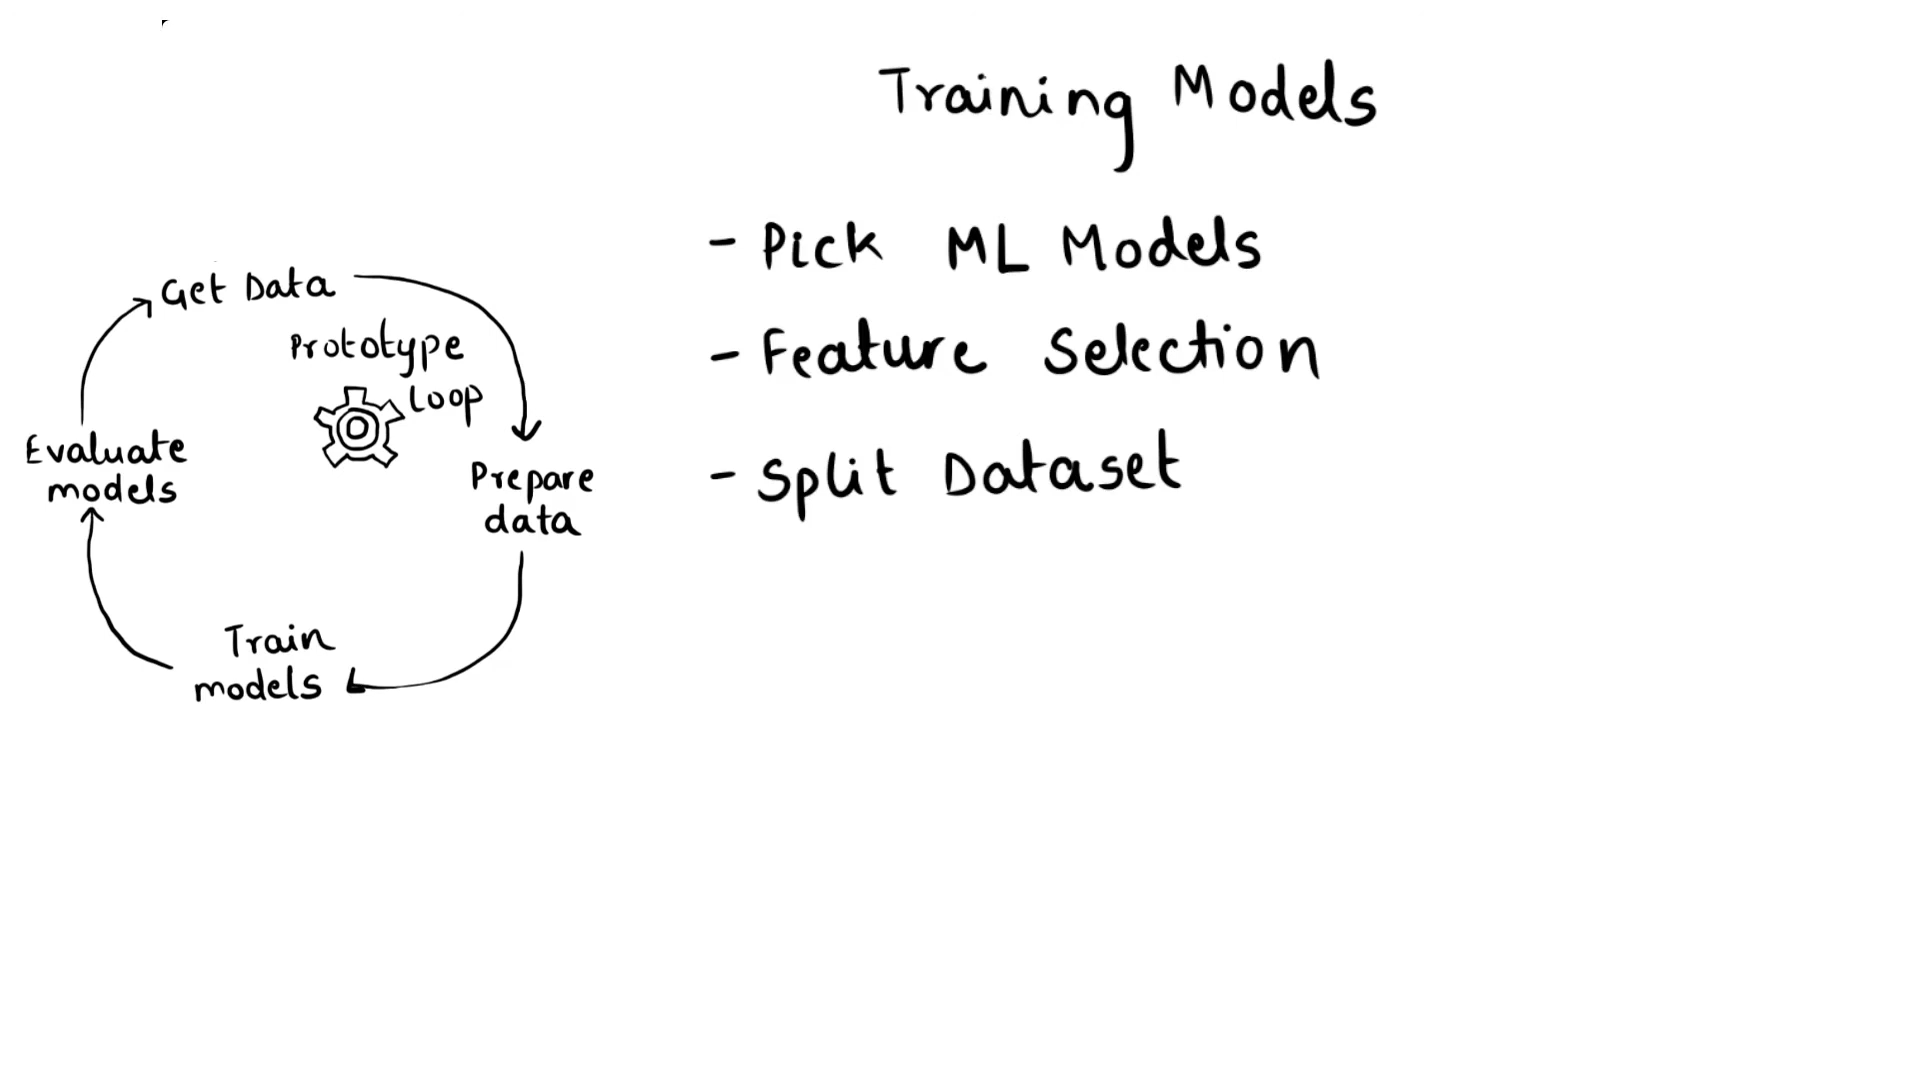 Training Models
- Pick ML Models
- Feature Selection
- Split Dataset
Get Data
Prototype
Loop
Prepare
data
Train
models
Evaluate
models